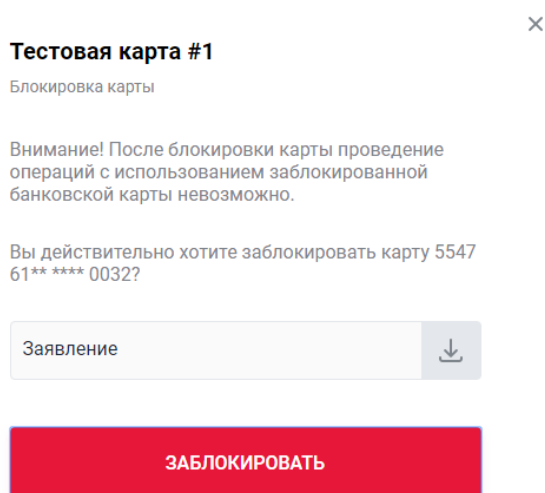 Тестовая карта #1
Блокировка карты
Внимание! После блокировки карты проведение
операций с использованием заблокированной
банковской карты невозможно.
Вы действительно хотите заблокировать карту 5547
61** **** 0032?
Заявление
ЗАБЛОКИРОВАТЬ